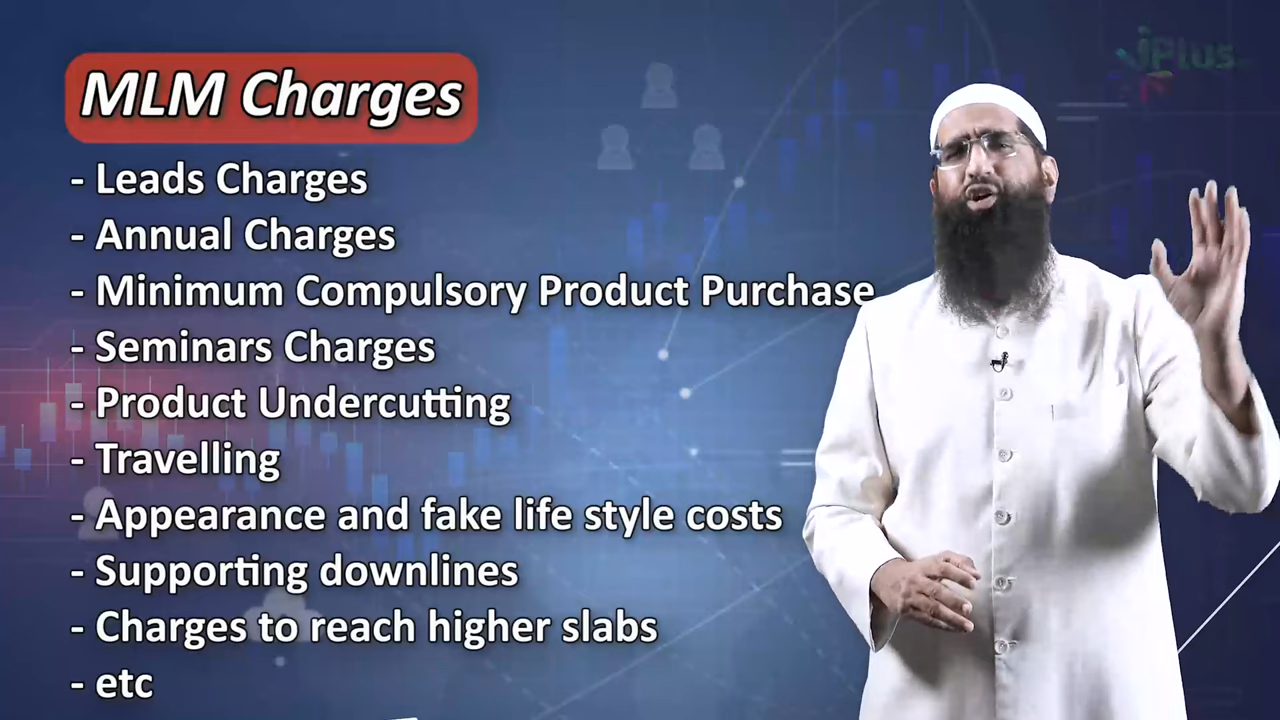 MLM Charges
- Leads Charges
- Annual Charges
- Minimum Compulsory Product Purchase
- Seminars Charges
- Product Undercutting
- Travelling
- Appearance and fake life style costs
- Supporting downlines
- Charges to reach higher slabs
- etc
iPlus